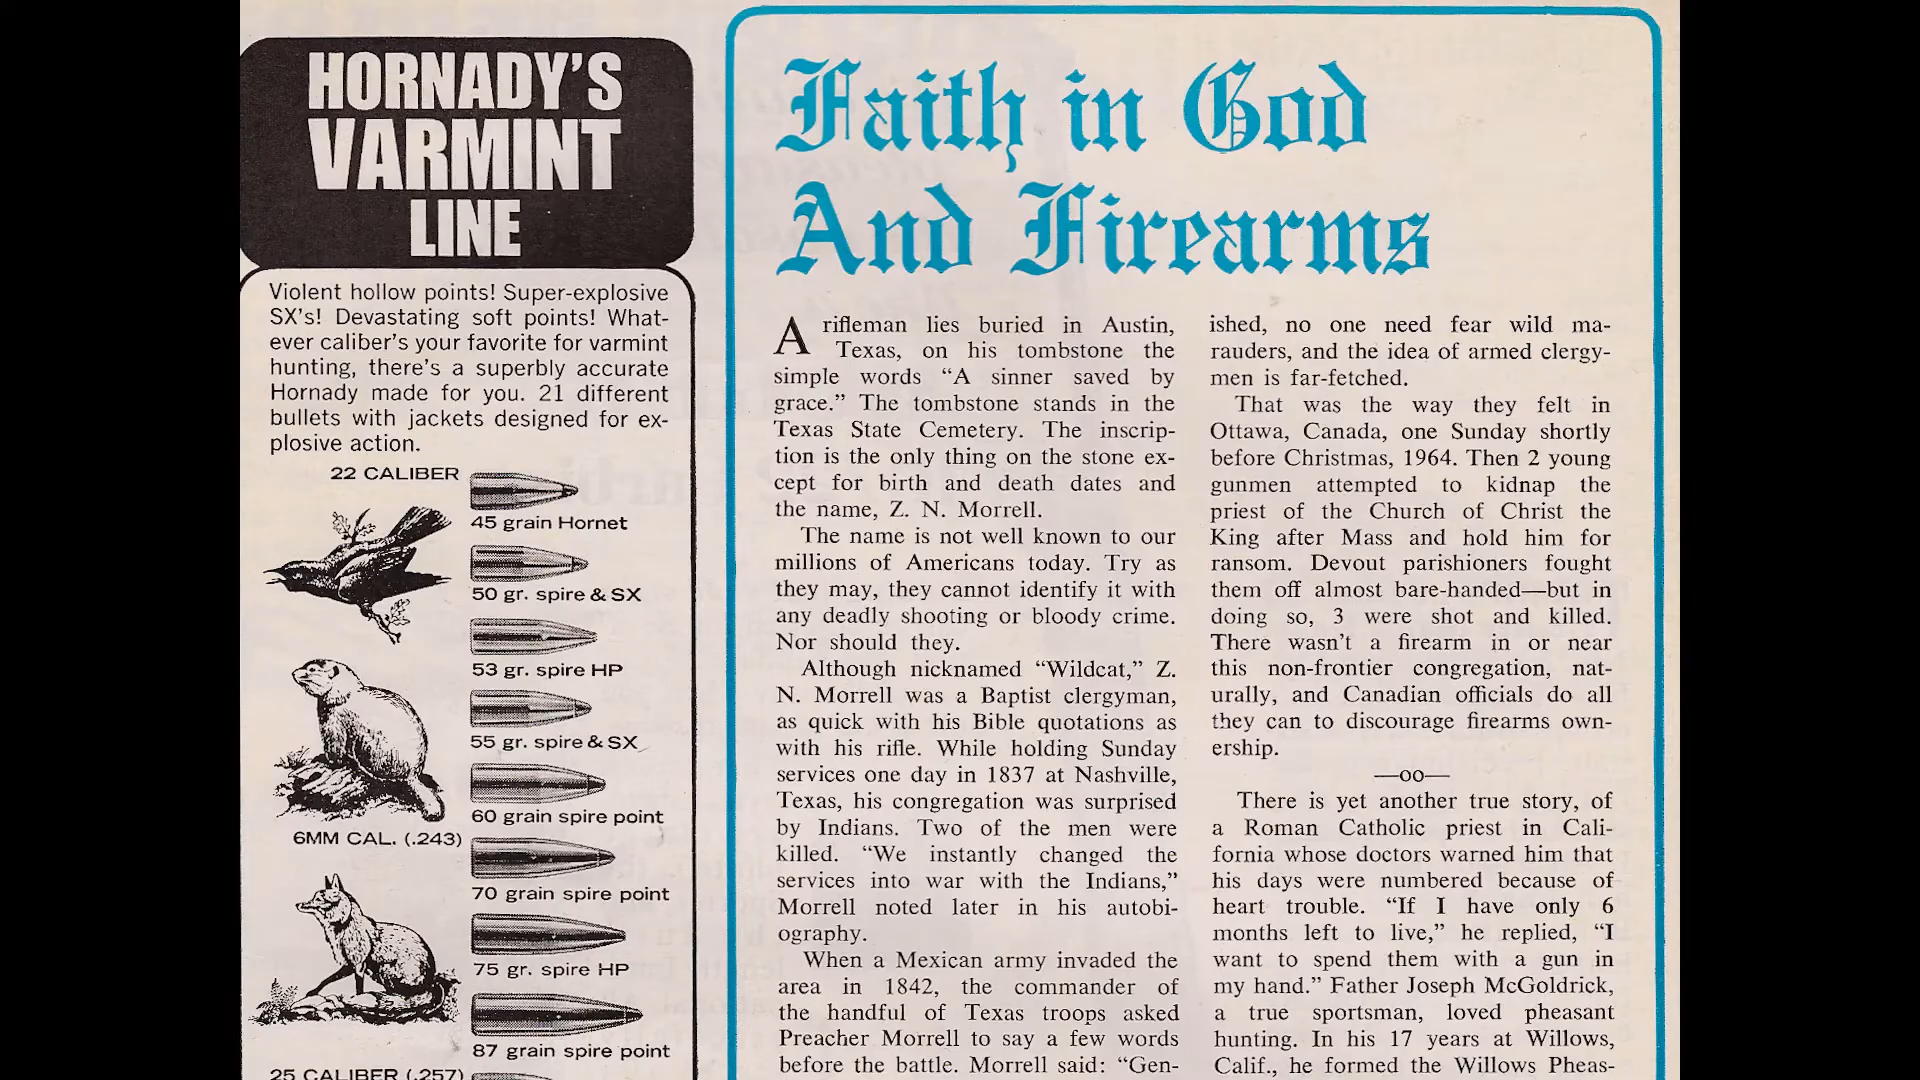 HORNADY'S
VARMINT
LINE
Violent hollow points! Super-explosive
SX's! Devastating soft points! What-
ever caliber's your favorite for varmint
hunting, there's a superbly accurate
Hornady made for you. 21 different
bullets with jackets designed for ex-
plosive action.
22 CALIBER
45 grain Hornet
50 gr. spire & SX
53 gr. spire HP
55 gr. spire & SX
60 grain spire point
6MM CAL. (.243)
70 grain spire point
75 gr. spire HP
87 grain spire point
25 CALIBER (.257)
Faith in God
And Firearms
A rifleman lies buried in Austin,
Texas, on his tombstone the
simple words “A sinner saved by
grace.” The tombstone stands in the
Texas State Cemetery. The inscrip-
tion is the only thing on the stone ex-
cept for birth and death dates and
the name, Z. N. Morrell.
The name is not well known to our
millions of Americans today. Try as
they may, they cannot identify it with
any deadly shooting or bloody crime.
Nor should they.
Although nicknamed “Wildcat,” Z.
N. Morrell was a Baptist clergyman,
as quick with his Bible quotations as
with his rifle. While holding Sunday
services one day in 1837 at Nashville,
Texas, his congregation was surprised
by Indians. Two of the men were
killed. “We instantly changed the
services into war with the Indians,”
Morrell noted later in his autobi-
ography.
When a Mexican army invaded the
area in 1842, the commander of
the handful of Texas troops asked
Preacher Morrell to say a few words
before the battle. Morrell said: “Gen-
ished, no one need fear wild ma-
rauders, and the idea of armed clergy-
men is far-fetched.
That was the way they felt in
Ottawa, Canada, one Sunday shortly
before Christmas, 1964. Then 2 young
gunmen attempted to kidnap the
priest of the Church of Christ the
King after Mass and hold him for
ransom. Devout parishioners fought
them off almost bare-handed—but in
doing so, 3 were shot and killed.
There wasn't a firearm in or near
this non-frontier congregation, nat-
urally, and Canadian officials do all
they can to discourage firearms own-
ership.
—oo—
There is yet another true story, of
a Roman Catholic priest in Cali-
fornia whose doctors warned him that
his days were numbered because of
heart trouble. “If I have only 6
months left to live,” he replied, “I
want to spend them with a gun in
my hand.” Father Joseph McGoldrick,
a true sportsman, loved pheasant
hunting. In his 17 years at Willows,
Calif., he formed the Willows Pheas-